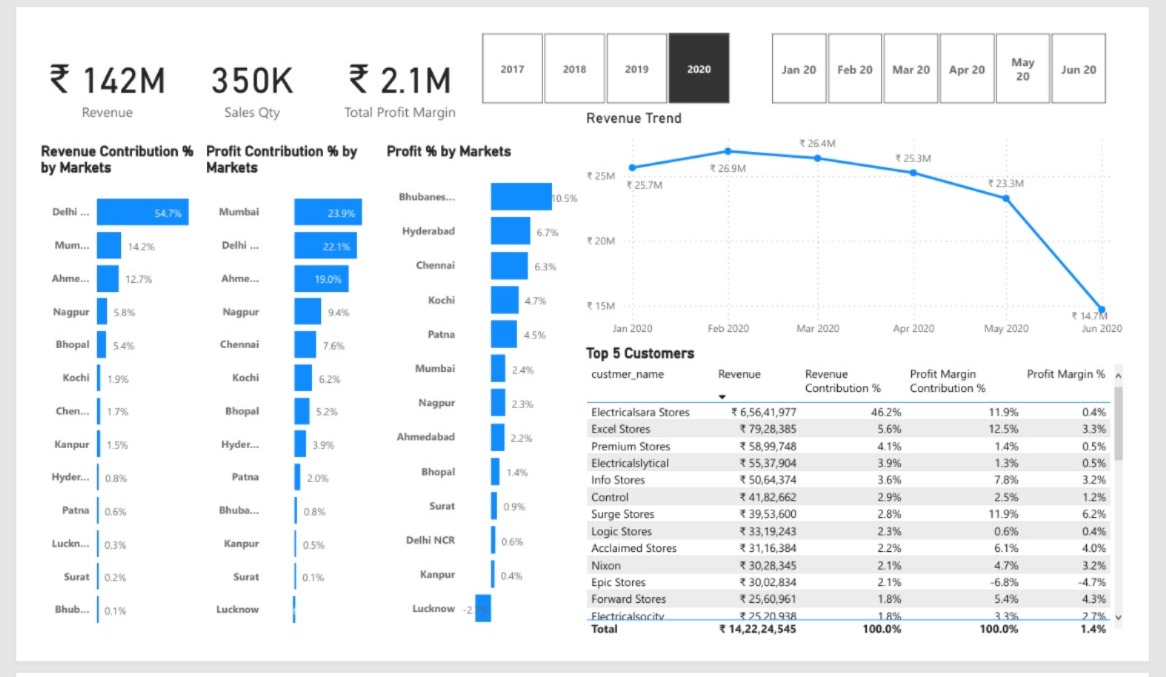 ₹ 142M
Revenue
350K
Sales Qty
₹ 2.1M
Total Profit Margin
2017
2018
2019
2020
Jan 20
Feb 20
Mar 20
Apr 20
May
20
Jun 20
Revenue Contribution %
by Markets
Delhi ... 54.7%
Mum... 14.2%
Ahme... 12.7%
Nagpur 5.8%
Bhopal 5.4%
Kochi 1.9%
Chen... 1.7%
Kanpur 1.5%
Hyder... 0.8%
Patna 0.6%
Luckn... 0.3%
Surat 0.2%
Bhub... 0.1%
Profit Contribution % by
Markets
Mumbai 23.9%
Delhi ... 22.1%
Ahme... 19.0%
Nagpur 9.4%
Chennai 7.6%
Kochi 6.2%
Bhopal 5.2%
Hyder... 3.9%
Patna 2.0%
Bhuba... 0.8%
Kanpur 0.5%
Surat 0.1%
Lucknow
Profit % by Markets
Bhubanes... 10.5%
Hyderabad 6.7%
Chennai 6.3%
Kochi 4.7%
Patna 4.5%
Mumbai 2.4%
Nagpur 2.3%
Ahmedabad 2.2%
Bhopal 1.4%
Surat 0.9%
Delhi NCR 0.6%
Kanpur 0.4%
Lucknow
Revenue Trend
₹ 25M
₹ 20M
₹ 15M
₹ 25.7M
₹ 26.9M
₹ 26.4M
₹ 25.3M
₹ 23.3M
₹ 14.7M
Jan 2020 Feb 2020 Mar 2020 Apr 2020 May 2020 Jun 2020
Top 5 Customers
custmer_name Revenue Revenue Contribution % Profit Margin Contribution % Profit Margin %
Electricalsara Stores ₹ 6,56,41,977 46.2% 11.9% 0.4%
Excel Stores ₹ 79,28,385 5.6% 12.5% 3.3%
Premium Stores ₹ 58,99,748 4.1% 1.4% 0.5%
Electricalslytical ₹ 55,37,904 3.9% 1.3% 0.5%
Info Stores ₹ 50,64,374 3.6% 7.8% 3.2%
Control ₹ 41,82,662 2.9% 2.5% 1.2%
Surge Stores ₹ 39,53,600 2.8% 11.9% 6.2%
Logic Stores ₹ 33,19,243 2.3% 0.6% 0.4%
Acclaimed Stores ₹ 31,16,384 2.2% 6.1% 4.0%
Nixon ₹ 30,28,345 2.1% 4.7% 3.2%
Epic Stores ₹ 30,02,834 2.1% -6.8% -4.7%
Forward Stores ₹ 25,60,961 1.8% 5.4% 4.3%
Electricalsocity ₹ 25,20,938 1.8% 3.3% 2.7%
Total ₹ 14,22,24,545 100.0% 100.0% 1.4%